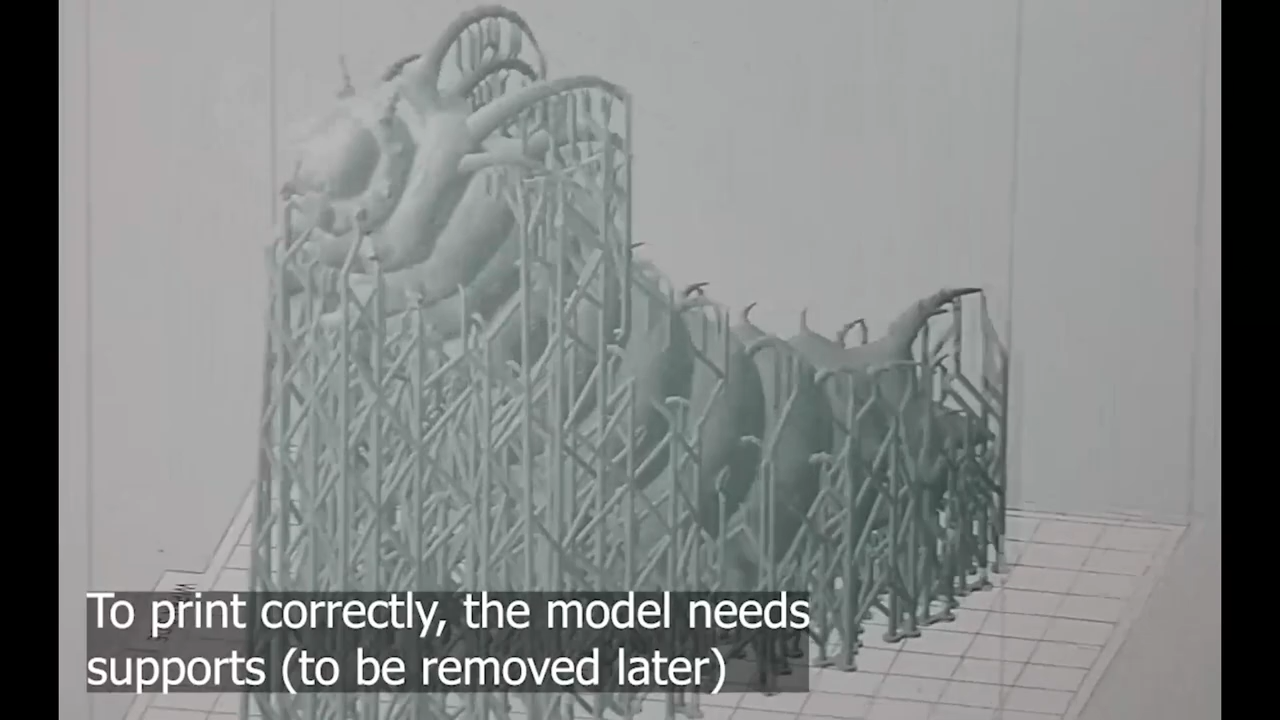 To print correctly, the model needs
supports (to be removed later)